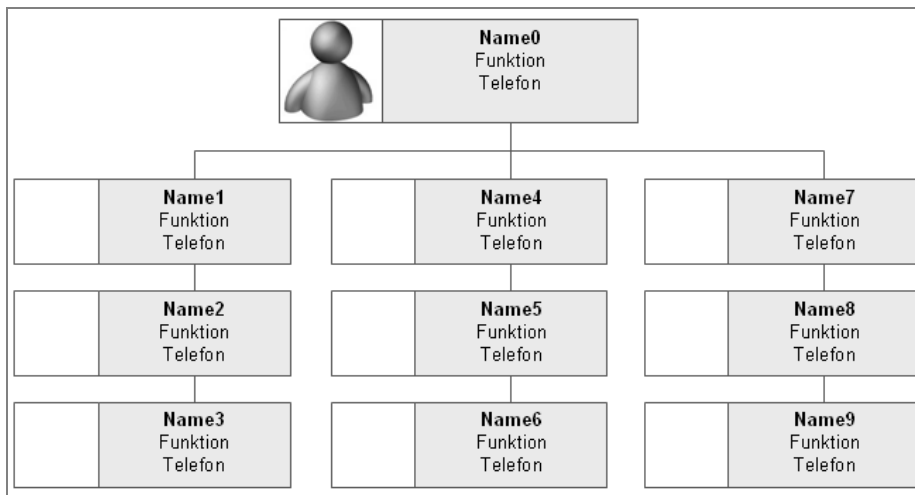 Name0
Funktion
Telefon
Name1
Funktion
Telefon
Name4
Funktion
Telefon
Name7
Funktion
Telefon
Name2
Funktion
Telefon
Name5
Funktion
Telefon
Name8
Funktion
Telefon
Name3
Funktion
Telefon
Name6
Funktion
Telefon
Name9
Funktion
Telefon